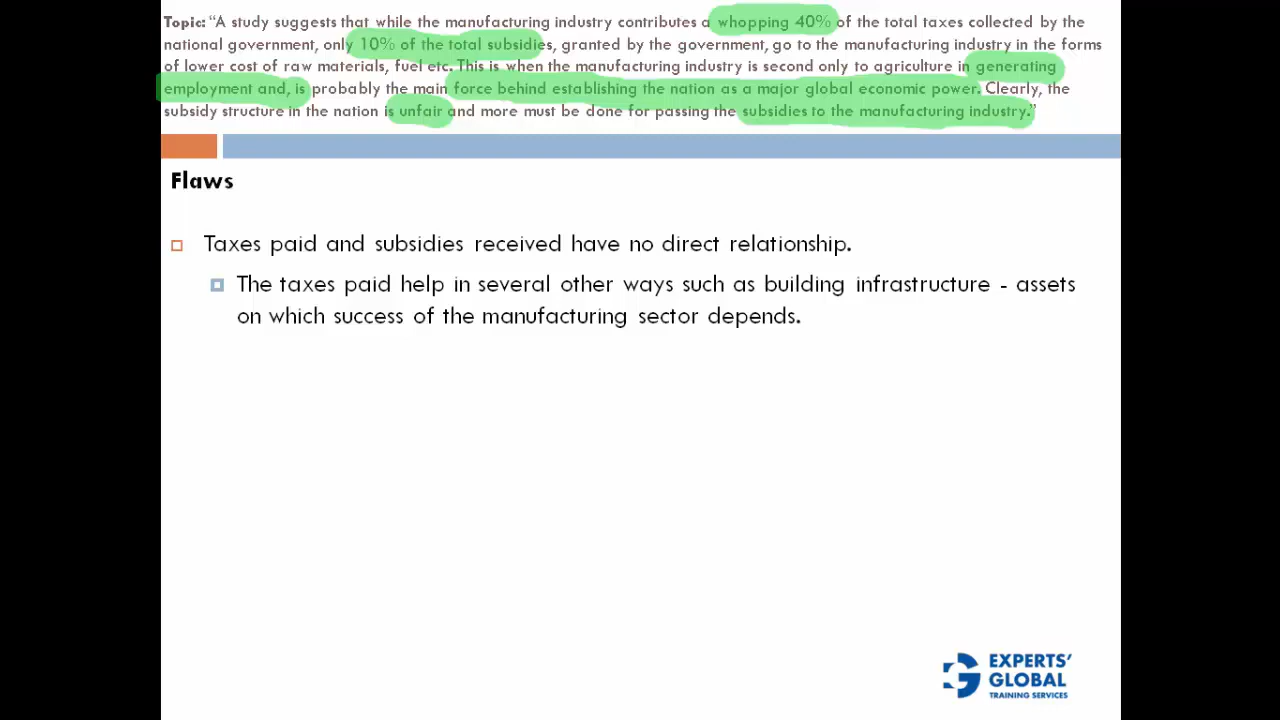 Topic: “A study suggests that while the manufacturing industry contributes a whopping 40% of the total taxes collected by the
national government, only 10% of the total subsidies, granted by the government, go to the manufacturing industry in the forms
of lower cost of raw materials, fuel etc. This is when the manufacturing industry is second only to agriculture in generating
employment and, is probably the main force behind establishing the nation as a major global economic power. Clearly, the
subsidy structure in the nation is unfair and more must be done for passing the subsidies to the manufacturing industry.”
Flaws
Taxes paid and subsidies received have no direct relationship.
The taxes paid help in several other ways such as building infrastructure - assets
on which success of the manufacturing sector depends.
EXPERTS’
GLOBAL
TRAINING SERVICES